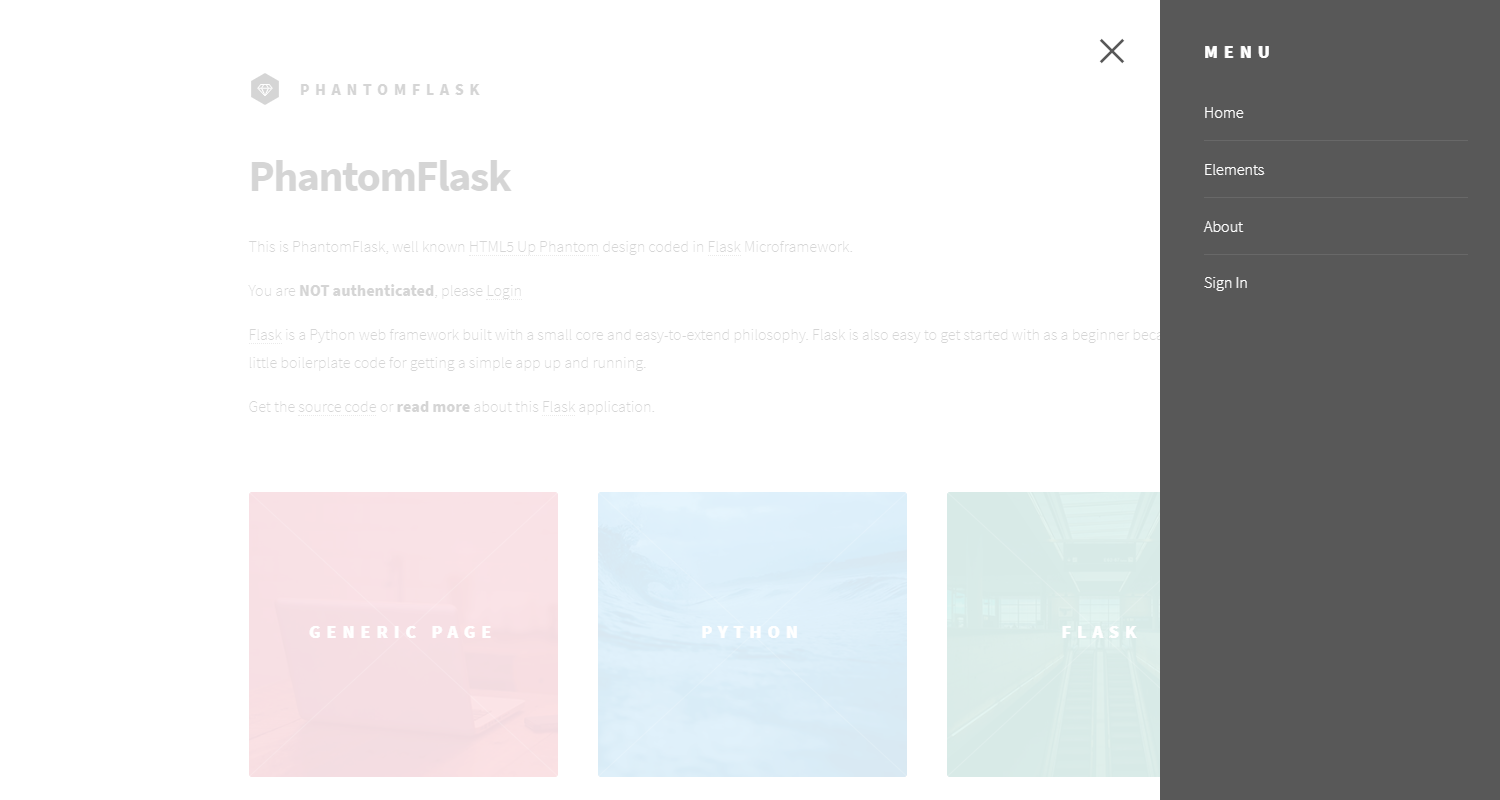 PHANTOMFLASK
PhantomFlask
This is PhantomFlask, well known HTML5 Up Phantom design coded in Flask Microframework.
You are NOT authenticated, please Login
Flask is a Python web framework built with a small core and easy-to-extend philosophy. Flask is also easy to get started with as a beginner
little boilerplate code for getting a simple app up and running.
Get the source code or read more about this Flask application.
GENERIC PAGE
PYTHON
FLASK
MENU
Home
Elements
About
Sign In